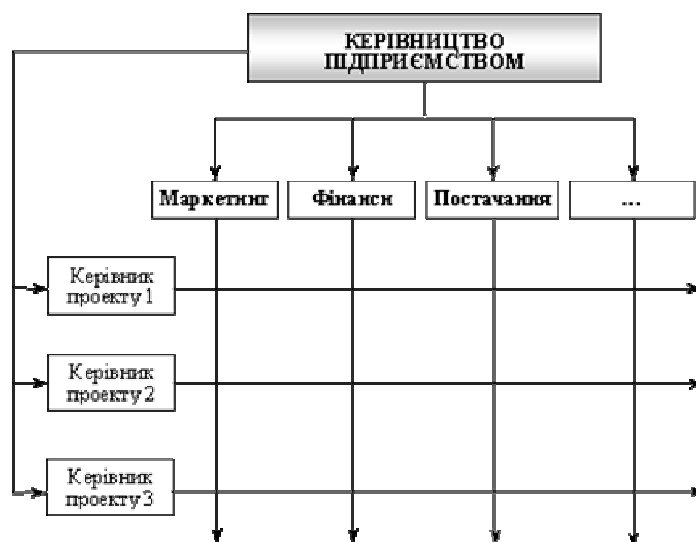 КЕРІВНИЦТВО
ПІДПРИЄМСТВОМ
Маркетинг
Фінанси
Постачання
...
Керівник
проекту 1
Керівник
проекту 2
Керівник
проекту 3